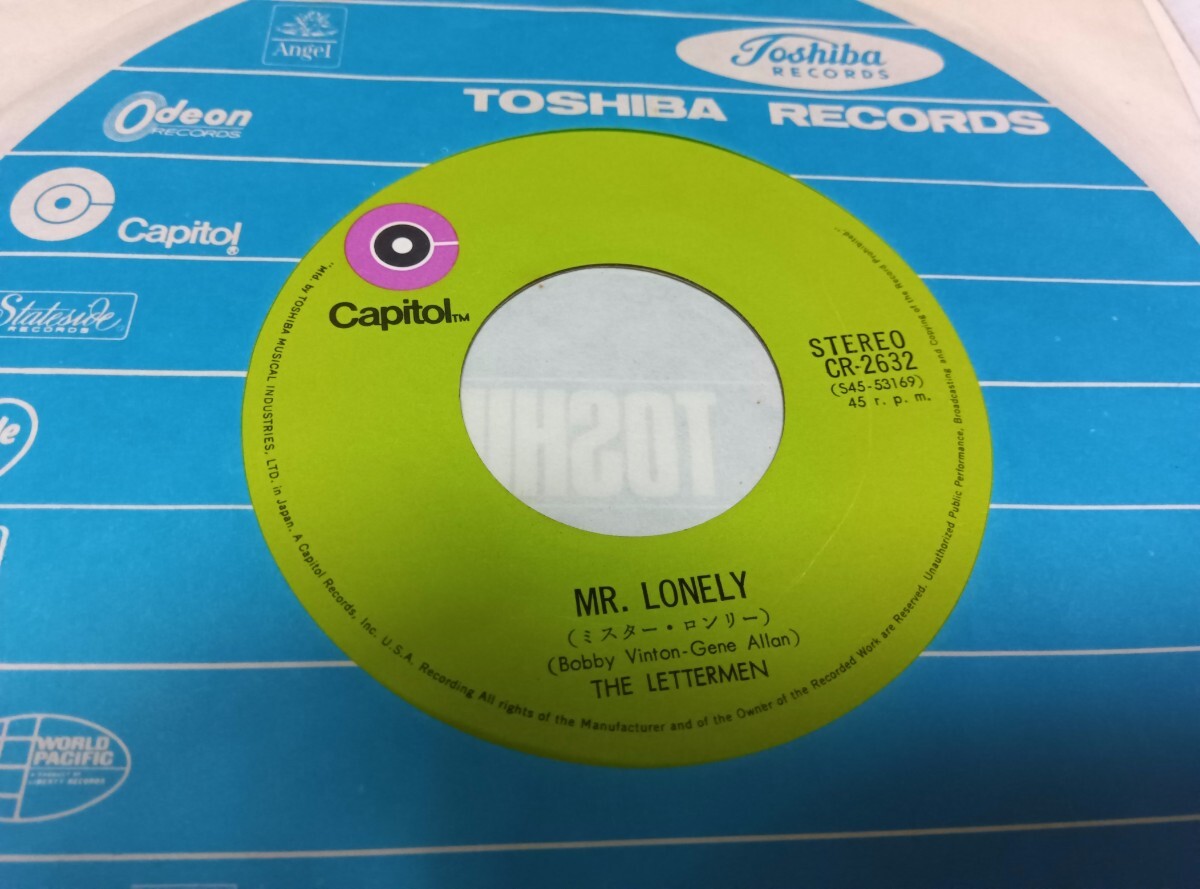 Angel
Toshiba
RECORDS
Odeon
RECORDS
TOSHIBA RECORDS
Capitol
Stateside
RECORDS
WORLD
PACIFIC
Capitol™
STEREO
CR-2632
(S45-53169)
45 r. p. m.
MR. LONELY
(ミスター・ロンリー)
(Bobby Vinton-Gene Allan)
THE LETTERMEN
"Mfd. by TOSHIBA MUSICAL INDUSTRIES, LTD. in Japan. A Capitol Records, Inc. U.S.A. Recording All rights of the Manufacturer and of the Owner of the Recorded Work are Reserved. Unauthorized Public Performance, Broadcasting and Copying of the Record Prohibited."
TOSHI